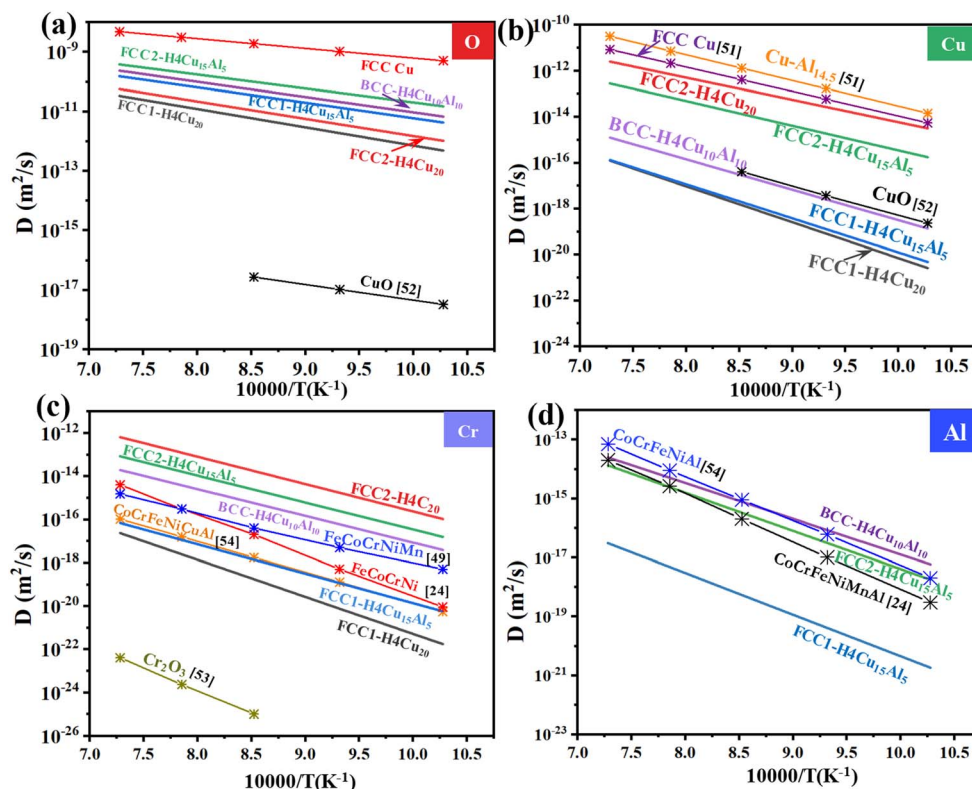 (a)
O
D (m²/s)
10⁻⁷
10⁻⁹
10⁻¹¹
10⁻¹³
10⁻¹⁵
10⁻¹⁷
10⁻¹⁹
FCC Cu
FCC2-H4Cu₁₅Al₅
BCC-H4Cu₁₀Al₁₀
FCC1-H4Cu₁₅Al₅
FCC1-H4Cu₂₀
FCC2-H4Cu₂₀
CuO [52]
7.0 7.5 8.0 8.5 9.0 9.5 10.0 10.5
10000/T(K⁻¹)
(b)
Cu
D (m²/s)
10⁻¹⁰
10⁻¹²
10⁻¹⁴
10⁻¹⁶
10⁻¹⁸
10⁻²⁰
10⁻²²
10⁻²⁴
FCC Cu [51]
Cu-Al₁₄.₅ [51]
FCC2-H4Cu₂₀
FCC2-H4Cu₁₅Al₅
BCC-H4Cu₁₀Al₁₀
CuO [52]
FCC1-H4Cu₁₅Al₅
FCC1-H4Cu₂₀
7.0 7.5 8.0 8.5 9.0 9.5 10.0 10.5
10000/T(K⁻¹)
(c)
Cr
D (m²/s)
10⁻¹²
10⁻¹⁴
10⁻¹⁶
10⁻¹⁸
10⁻²⁰
10⁻²²
10⁻²⁴
10⁻²⁶
FCC2-H4Cu₁₅Al₅
FCC2-H4C₂₀
BCC-H4Cu₁₀Al₁₀
CoCrFeNiCuAl [54]
FeCoCrNiMn [49]
FeCoCrNi [24]
FCC1-H4Cu₁₅Al₅
FCC1-H4Cu₂₀
Cr₂O₃ [53]
7.0 7.5 8.0 8.5 9.0 9.5 10.0 10.5
10000/T(K⁻¹)
(d)
Al
D (m²/s)
10⁻¹³
10⁻¹⁵
10⁻¹⁷
10⁻¹⁹
10⁻²¹
10⁻²³
CoCrFeNiAl [54]
BCC-H4Cu₁₀Al₁₀
FCC2-H4Cu₁₅Al₅
CoCrFeNiMnAl [24]
FCC1-H4Cu₁₅Al₅
7.0 7.5 8.0 8.5 9.0 9.5 10.0 10.5
10000/T(K⁻¹)